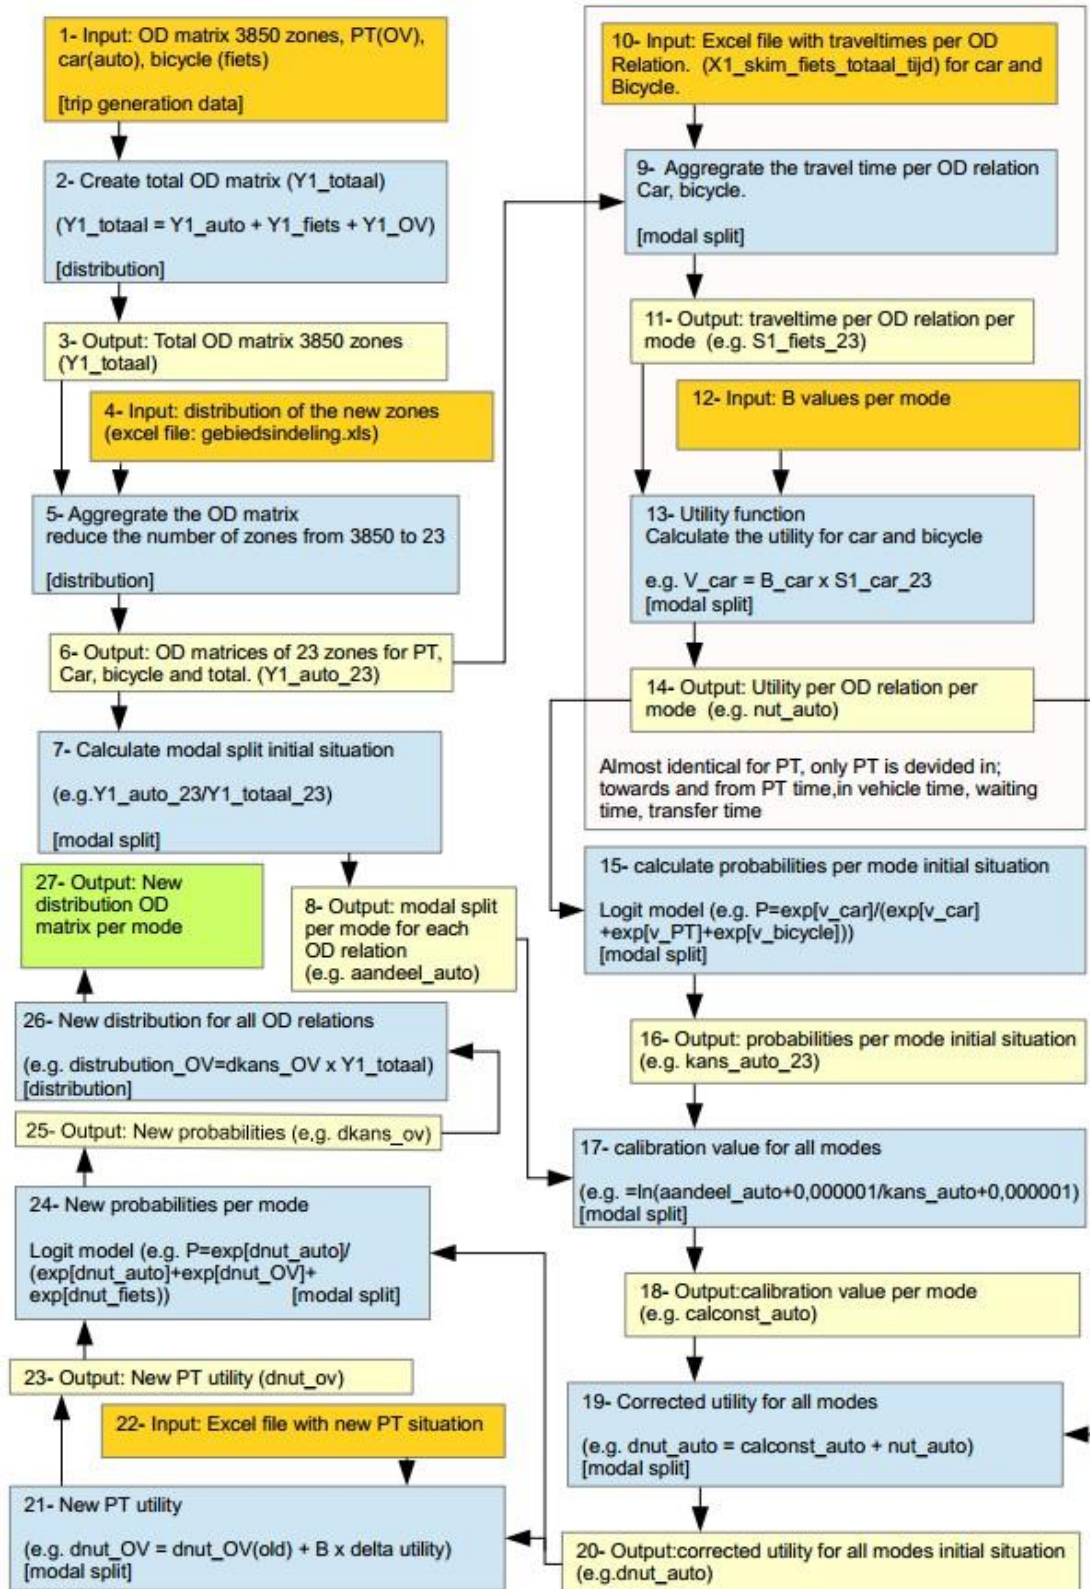 1- Input: OD matrix 3850 zones, PT(OV),
car(auto), bicycle (fiets)
[trip generation data]
2- Create total OD matrix (Y1_totaal)
(Y1_totaal = Y1_auto + Y1_fiets + Y1_OV)
[distribution]
3- Output: Total OD matrix 3850 zones
(Y1_totaal)
4- Input: distribution of the new zones
(excel file: gebiedsindeling.xls)
5- Aggregrate the OD matrix
reduce the number of zones from 3850 to 23
[distribution]
6- Output: OD matrices of 23 zones for PT,
Car, bicycle and total. (Y1_auto_23)
7- Calculate modal split initial situation
(e.g.Y1_auto_23/Y1_totaal_23)
[modal split]
8- Output: modal split
per mode for each
OD relation
(e.g. aandeel_auto)
10- Input: Excel file with traveltimes per OD
Relation. (X1_skim_fiets_totaal_tijd) for car and
Bicycle.
9- Aggregrate the travel time per OD relation
Car, bicycle.
[modal split]
11- Output: traveltime per OD relation per
mode (e.g. S1_fiets_23)
12- Input: B values per mode
13- Utility function
Calculate the utility for car and bicycle
e.g. V_car = B_car x S1_car_23
[modal split]
14- Output: Utility per OD relation per
mode (e.g. nut_auto)
Almost identical for PT, only PT is devided in;
towards and from PT time,in vehicle time, waiting
time, transfer time
15- calculate probabilities per mode initial situation
Logit model (e.g. P=exp[v_car]/(exp[v_car]
+exp[v_PT]+exp[v_bicycle]))
[modal split]
16- Output: probabilities per mode initial situation
(e.g. kans_auto_23)
17- calibration value for all modes
(e.g. =ln(aandeel_auto+0,000001/kans_auto+0,000001)
[modal split]
18- Output:calibration value per mode
(e.g. calconst_auto)
19- Corrected utility for all modes
(e.g. dnut_auto = calconst_auto + nut_auto)
[modal split]
20- Output:corrected utility for all modes initial situation
(e.g.dnut_auto)
27- Output: New
distribution OD
matrix per mode
26- New distribution for all OD relations
(e.g. distrubution_OV=dkans_OV x Y1_totaal)
[distribution]
25- Output: New probabilities (e,g. dkans_ov)
24- New probabilities per mode
Logit model (e.g. P=exp[dnut_auto]/
(exp[dnut_auto]+exp[dnut_OV]+
exp[dnut_fiets)) [modal split]
23- Output: New PT utility (dnut_ov)
22- Input: Excel file with new PT situation
21- New PT utility
(e.g. dnut_OV = dnut_OV(old) + B x delta utility)
[modal split]